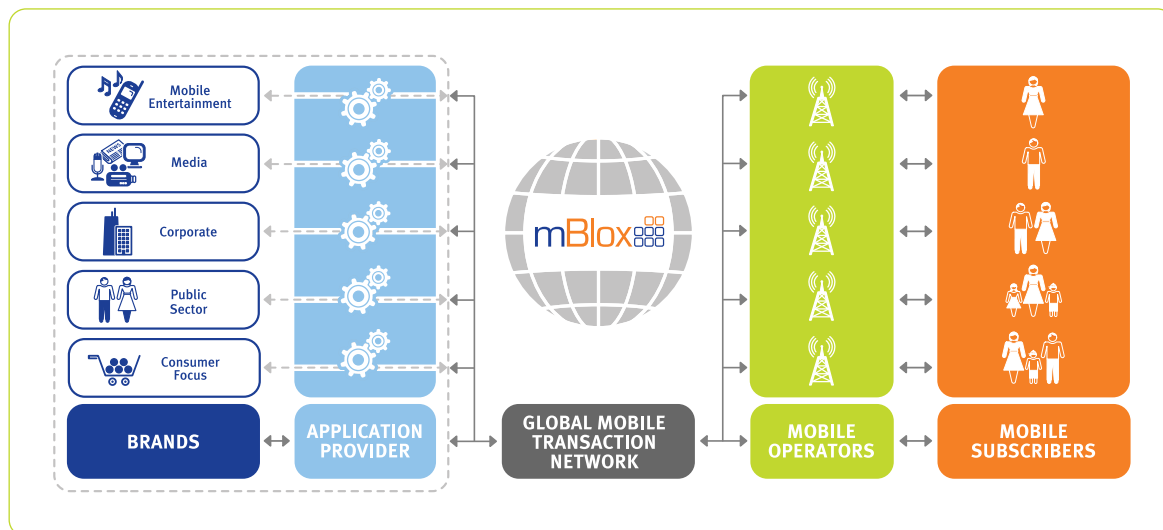 Mobile
Entertainment
NEWS
Media
Corporate
Public
Sector
Consumer
Focus
mBlox
BRANDS
APPLICATION
PROVIDER
GLOBAL MOBILE
TRANSACTION
NETWORK
MOBILE
OPERATORS
MOBILE
SUBSCRIBERS